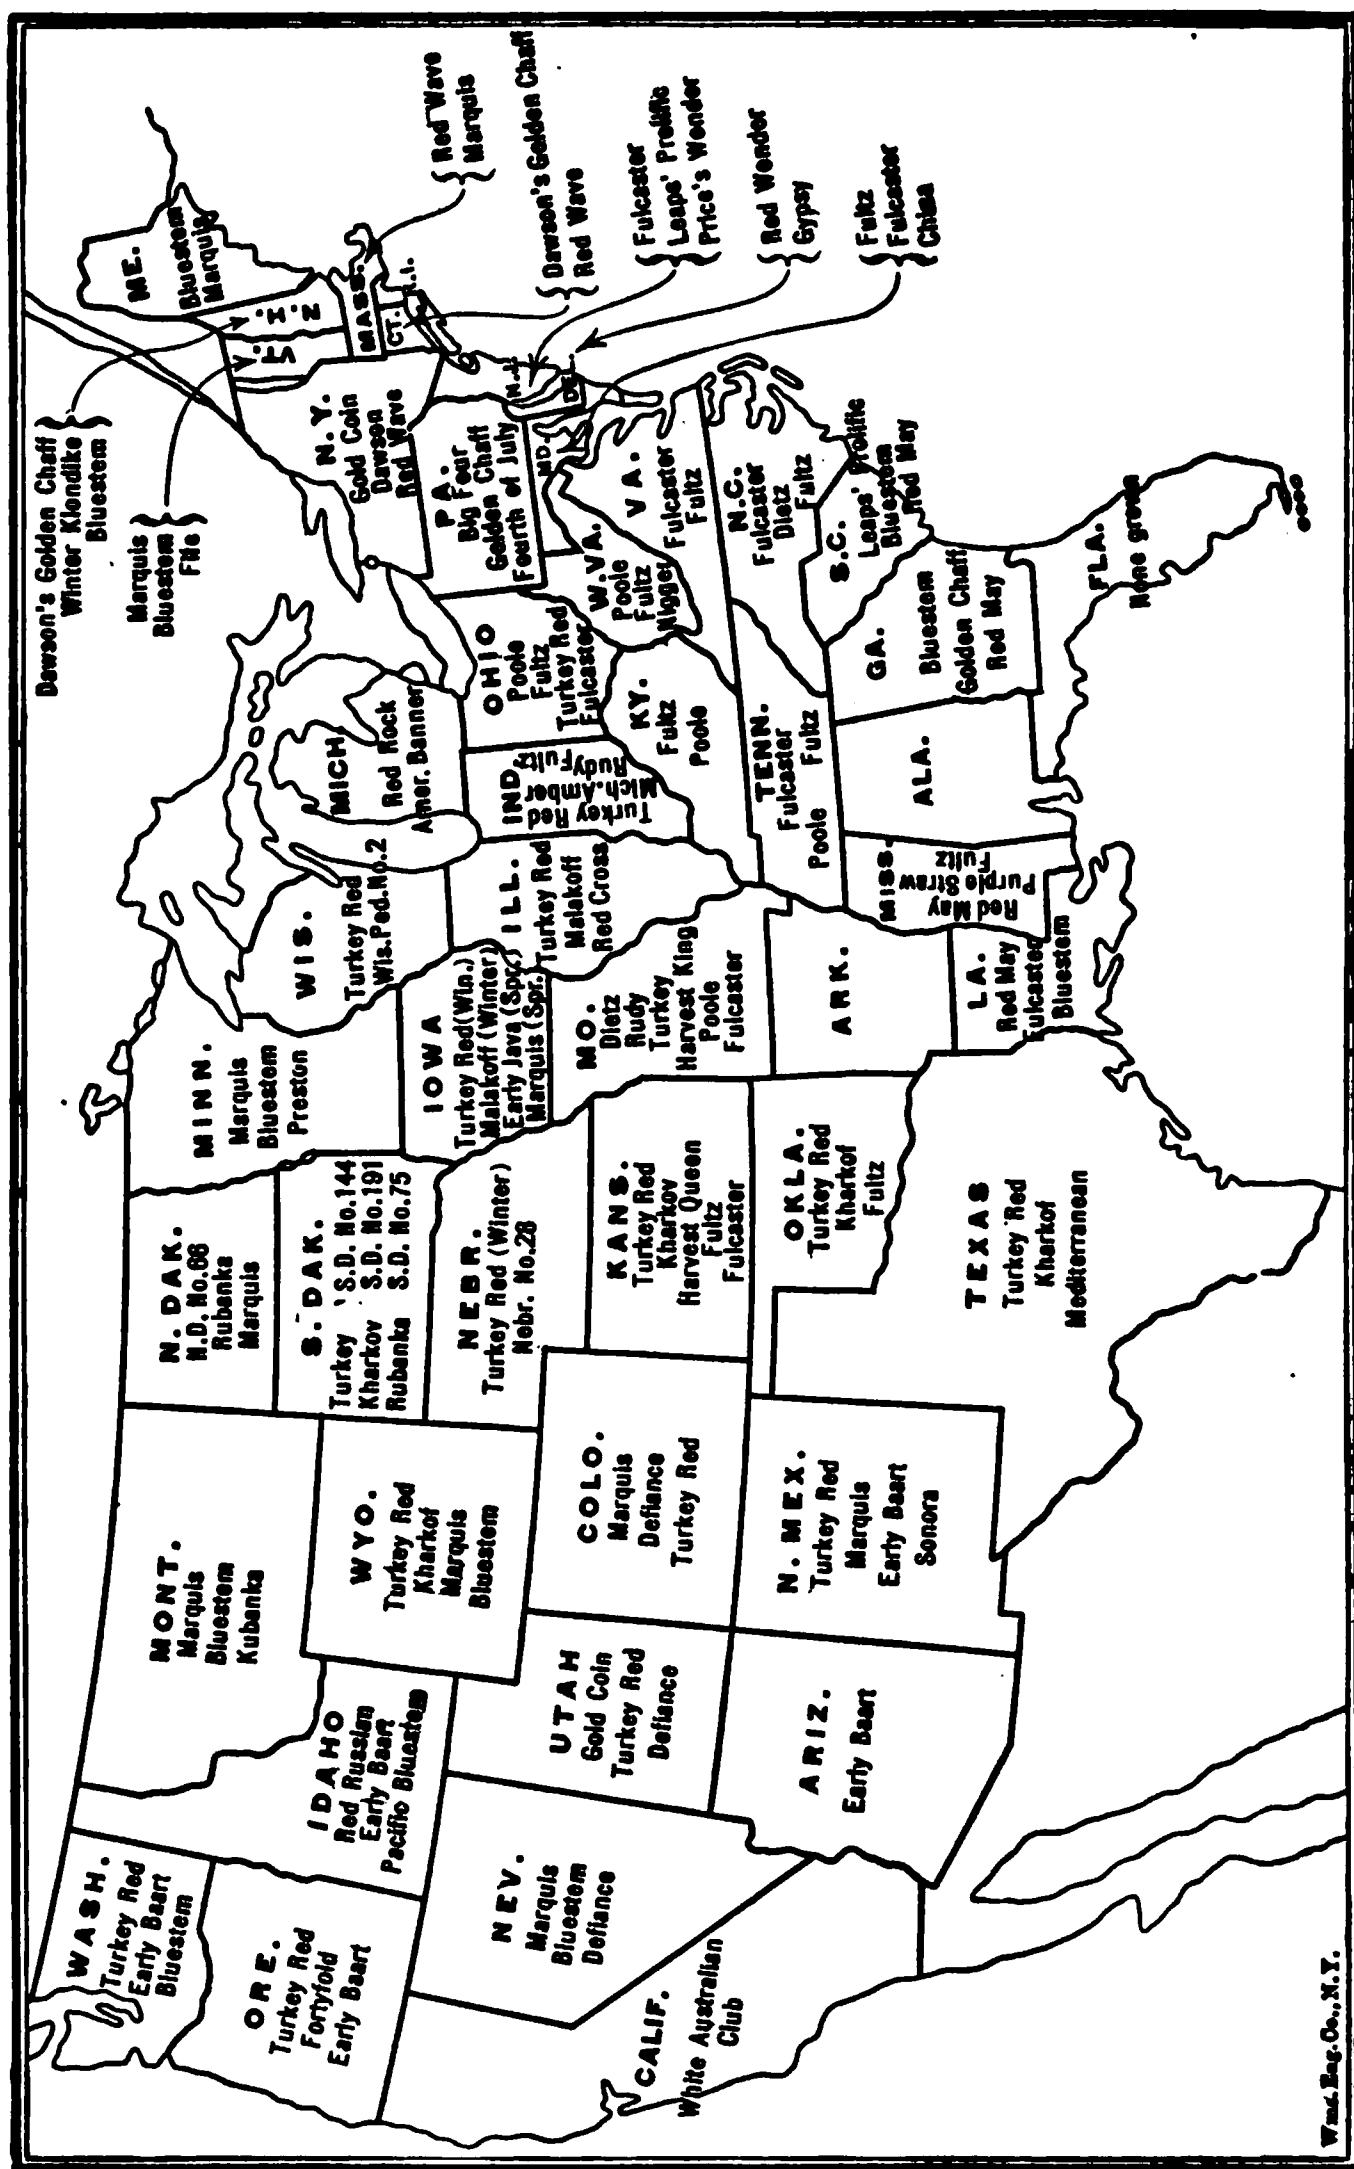 WASH.
Turkey Red
Early Baart
Bluestem
ORE.
Turkey Red
Fortyfold
Early Baart
CALIF.
White Australian
Club
IDAHO
Red Russian
Early Baart
Pacific Bluestem
NEV.
Marquis
Bluestem
Defiance
MONT.
Marquis
Bluestem
Kubanka
WYO.
Turkey Red
Kharkof
Marquis
Bluestem
UTAH
Gold Coin
Turkey Red
Defiance
ARIZ.
Early Baart
COLO.
Marquis
Defiance
Turkey Red
N. MEX.
Turkey Red
Marquis
Early Baart
Sonora
N. DAK.
N.D. No.66
Rubanka
Marquis
S. DAK.
Turkey S.D. No.144
Kharkov S.D. No.191
Rubanka S.D. No.75
NEBR.
Turkey Red (Winter)
Nebr. No.28
KANS.
Turkey Red
Kharkov
Harvest Queen
Fultz
Fulcaster
OKLA.
Turkey Red
Kharkof
Fultz
TEXAS
Turkey Red
Kharkof
Mediterranean
MINN.
Marquis
Bluestem
Preston
IOWA
Turkey Red (Win.)
Malakoff (Winter)
Early Java (Spr.)
Marquis (Spr.)
MO.
Dietz
Rudy
Turkey
Harvest King
Poole
Fulcaster
ARK.
LA.
Red May
Fulcaster
Bluestem
WIS.
Turkey Red
Wis. Ped. No.2
ILL.
Turkey Red
Malakoff
Red Cross
MICH.
Red Rock
Amer. Banner
IND.
Turkey Red
Mich. Amber
Rudy Fultz
OHIO
Poole
Fultz
Turkey Red
Fulcaster
KY.
Fultz
Poole
TENN.
Fulcaster
Poole Fultz
MISS.
Red May
Purple Straw
Fultz
ALA.
GA.
Bluestem
Golden Chaff
Red May
FLA.
None grown
S.C.
Leaps' Prolific
Bluestem
Red May
N.C.
Fulcaster
Dietz
Fultz
VA.
Fulcaster
Fultz
W.VA.
Poole
Fultz
Nigger
PA.
Big Four
Golden Chaff
Fourth of July
N.Y.
Gold Coin
Dawson
Red Wave
ME.
Bluestem
Marquis
VT.
N.H.
MASS.
CT.
R.I.
N.J.
DEL.
MD.
Dawson's Golden Chaff
Winter Klondike
Bluestem
Marquis
Bluestem
Fife
Red Wave
Marquis
Dawson's Golden Chaff
Red Wave
Fulcaster
Leaps' Prolific
Price's Wonder
Red Wonder
Gypsy
Fultz
Fulcaster
China
Wms. Eng. Co., N.Y.